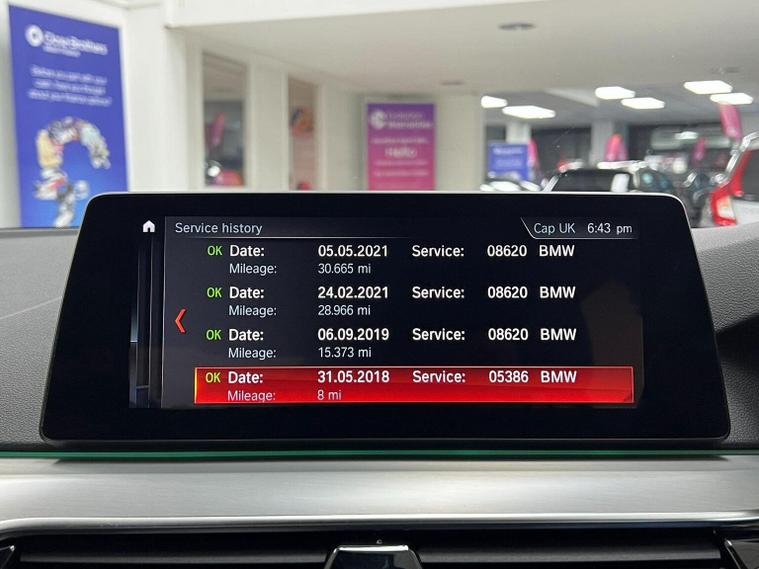 Close Brothers
Service history
Cap UK 6:43 pm
OK Date: 05.05.2021 Service: 08620 BMW
Mileage: 30.665 mi
OK Date: 24.02.2021 Service: 08620 BMW
Mileage: 28.966 mi
OK Date: 06.09.2019 Service: 08620 BMW
Mileage: 15.373 mi
OK Date: 31.05.2018 Service: 05386 BMW
Mileage: 8 mi